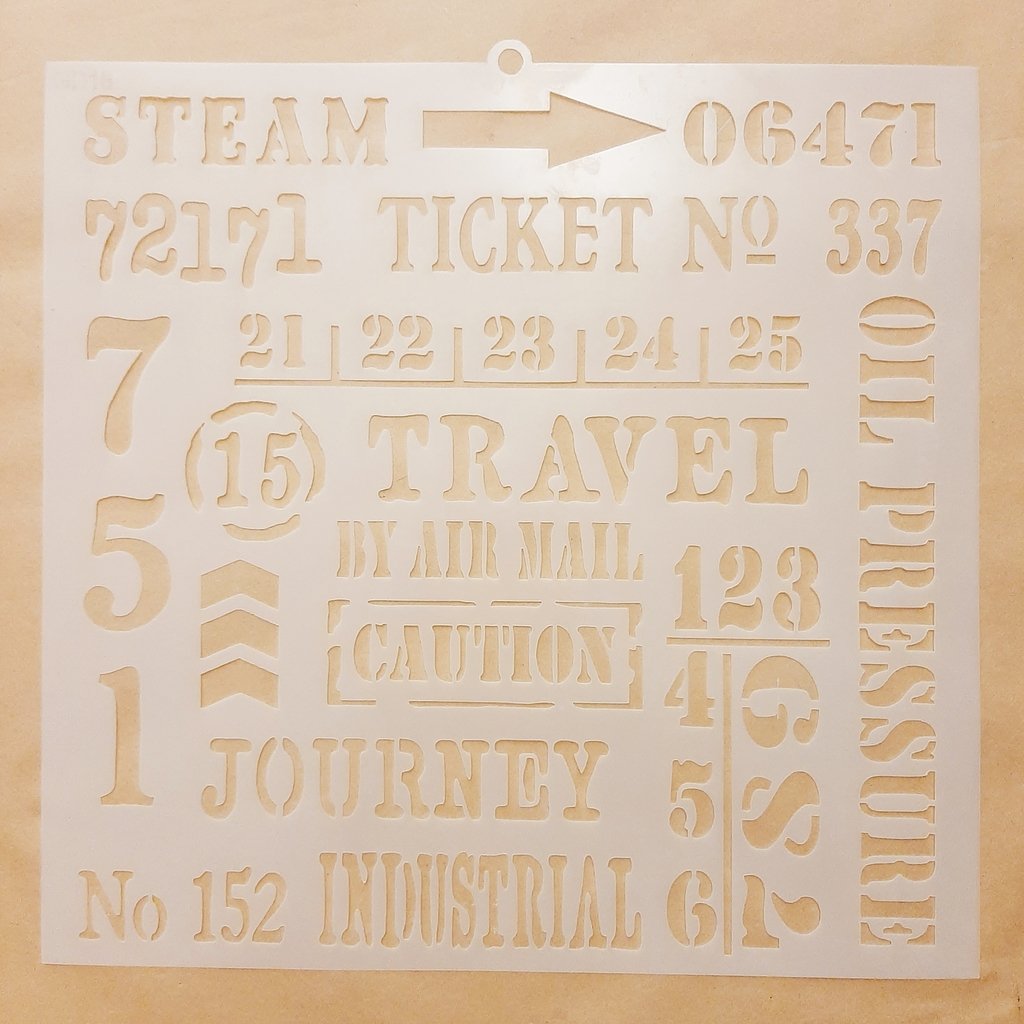 STEAM 06471
72171 TICKET Nº 337
21 22 23 24 25
7
5
1
15
TRAVEL
BY AIR MAIL
CAUTION
JOURNEY
No 152 INDUSTRIAL
123
4
5
6
789
OIL PRESSURE